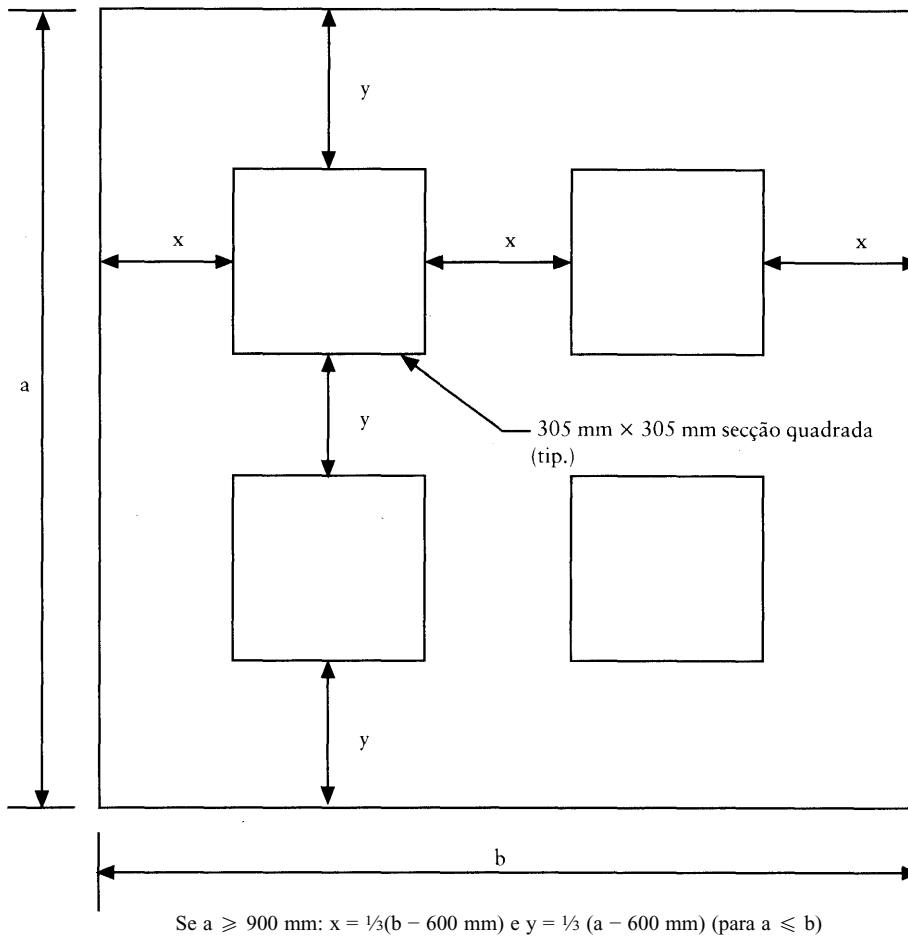 y
x
x
x
a
305 mm × 305 mm secção quadrada
(tip.)
y
y
b
Se a ⩾ 900 mm: x = ⅓(b − 600 mm) e y = ⅓ (a − 600 mm) (para a ⩽ b)